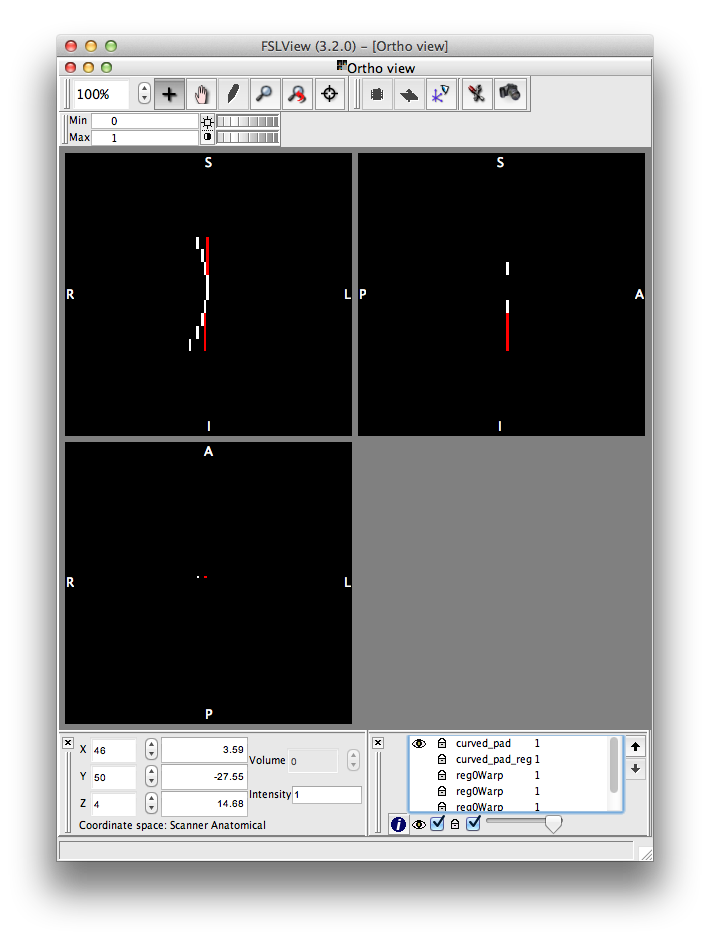 FSLView (3.2.0) – [Ortho view]
Ortho view
100%
Min 0
Max 1
S
S
R
L
P
A
I
I
A
R
L
P
X 46 3.59
Y 50 -27.55
Z 4 14.68
Volume 0
Intensity 1
Coordinate space: Scanner Anatomical
curved_pad 1
curved_pad_reg 1
reg0Warp 1
reg0Warp 1
reg0Warp 1
i